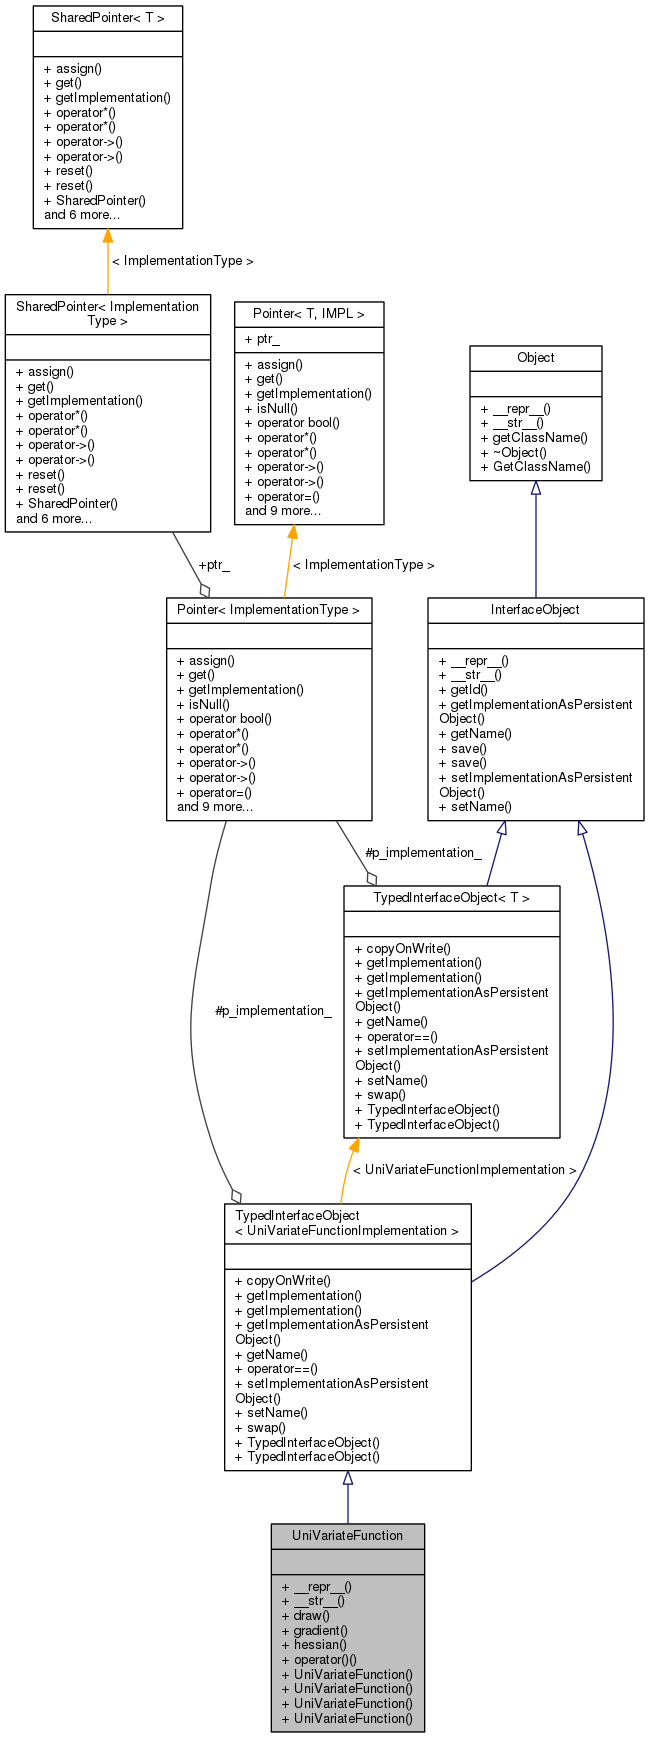 SharedPointer< T >
+ assign()
+ get()
+ getImplementation()
+ operator*()
+ operator*()
+ operator->()
+ operator->()
+ reset()
+ reset()
+ SharedPointer()
and 6 more...
< ImplementationType >
SharedPointer< Implementation
Type >
+ assign()
+ get()
+ getImplementation()
+ operator*()
+ operator*()
+ operator->()
+ operator->()
+ reset()
+ reset()
+ SharedPointer()
and 6 more...
Pointer< T, IMPL >
+ ptr_
+ assign()
+ get()
+ getImplementation()
+ isNull()
+ operator bool()
+ operator*()
+ operator*()
+ operator->()
+ operator->()
+ operator=()
and 9 more...
Object
+ __repr__()
+ __str__()
+ getClassName()
+ ~Object()
+ GetClassName()
+ptr_
< ImplementationType >
Pointer< ImplementationType >
+ assign()
+ get()
+ getImplementation()
+ isNull()
+ operator bool()
+ operator*()
+ operator*()
+ operator->()
+ operator->()
+ operator=()
and 9 more...
InterfaceObject
+ __repr__()
+ __str__()
+ getId()
+ getImplementationAsPersistent
Object()
+ getName()
+ save()
+ save()
+ setImplementationAsPersistent
Object()
+ setName()
#p_implementation_
TypedInterfaceObject< T >
+ copyOnWrite()
+ getImplementation()
+ getImplementation()
+ getImplementationAsPersistent
Object()
+ getName()
+ operator==()
+ setImplementationAsPersistent
Object()
+ setName()
+ swap()
+ TypedInterfaceObject()
+ TypedInterfaceObject()
#p_implementation_
< UniVariateFunctionImplementation >
TypedInterfaceObject
< UniVariateFunctionImplementation >
+ copyOnWrite()
+ getImplementation()
+ getImplementation()
+ getImplementationAsPersistent
Object()
+ getName()
+ operator==()
+ setImplementationAsPersistent
Object()
+ setName()
+ swap()
+ TypedInterfaceObject()
+ TypedInterfaceObject()
UniVariateFunction
+ __repr__()
+ __str__()
+ draw()
+ gradient()
+ hessian()
+ operator()()
+ UniVariateFunction()
+ UniVariateFunction()
+ UniVariateFunction()
+ UniVariateFunction()